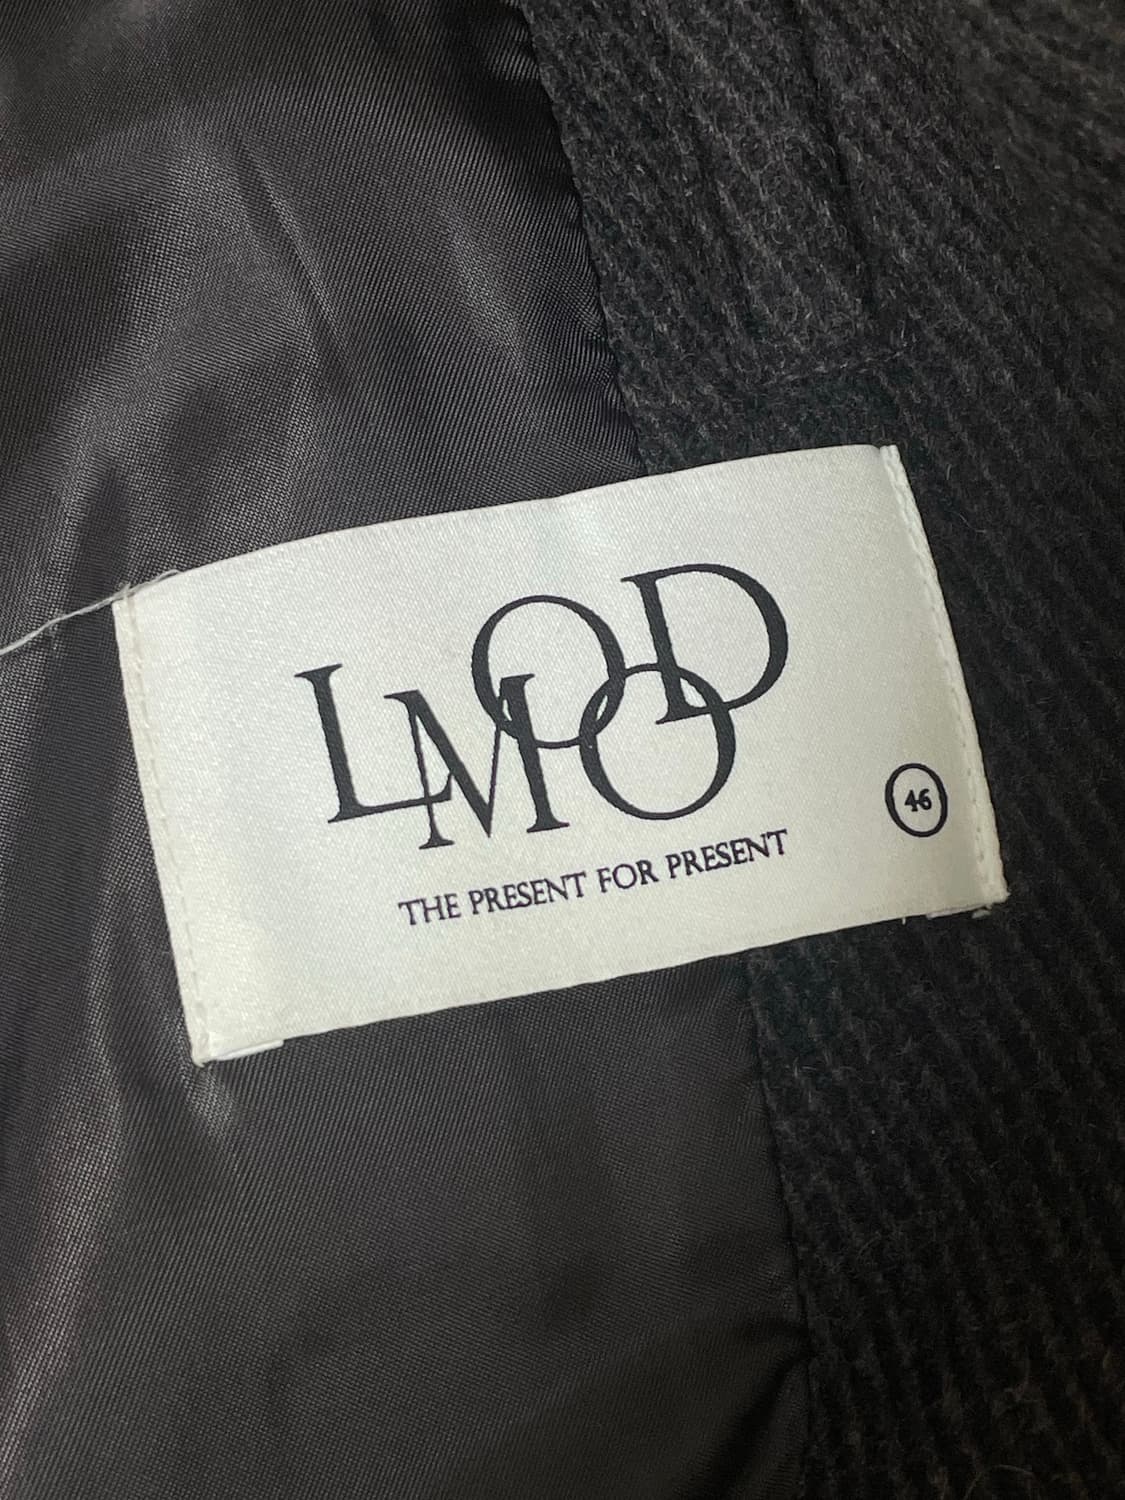 LMOOD
46
THE PRESENT FOR PRESENT